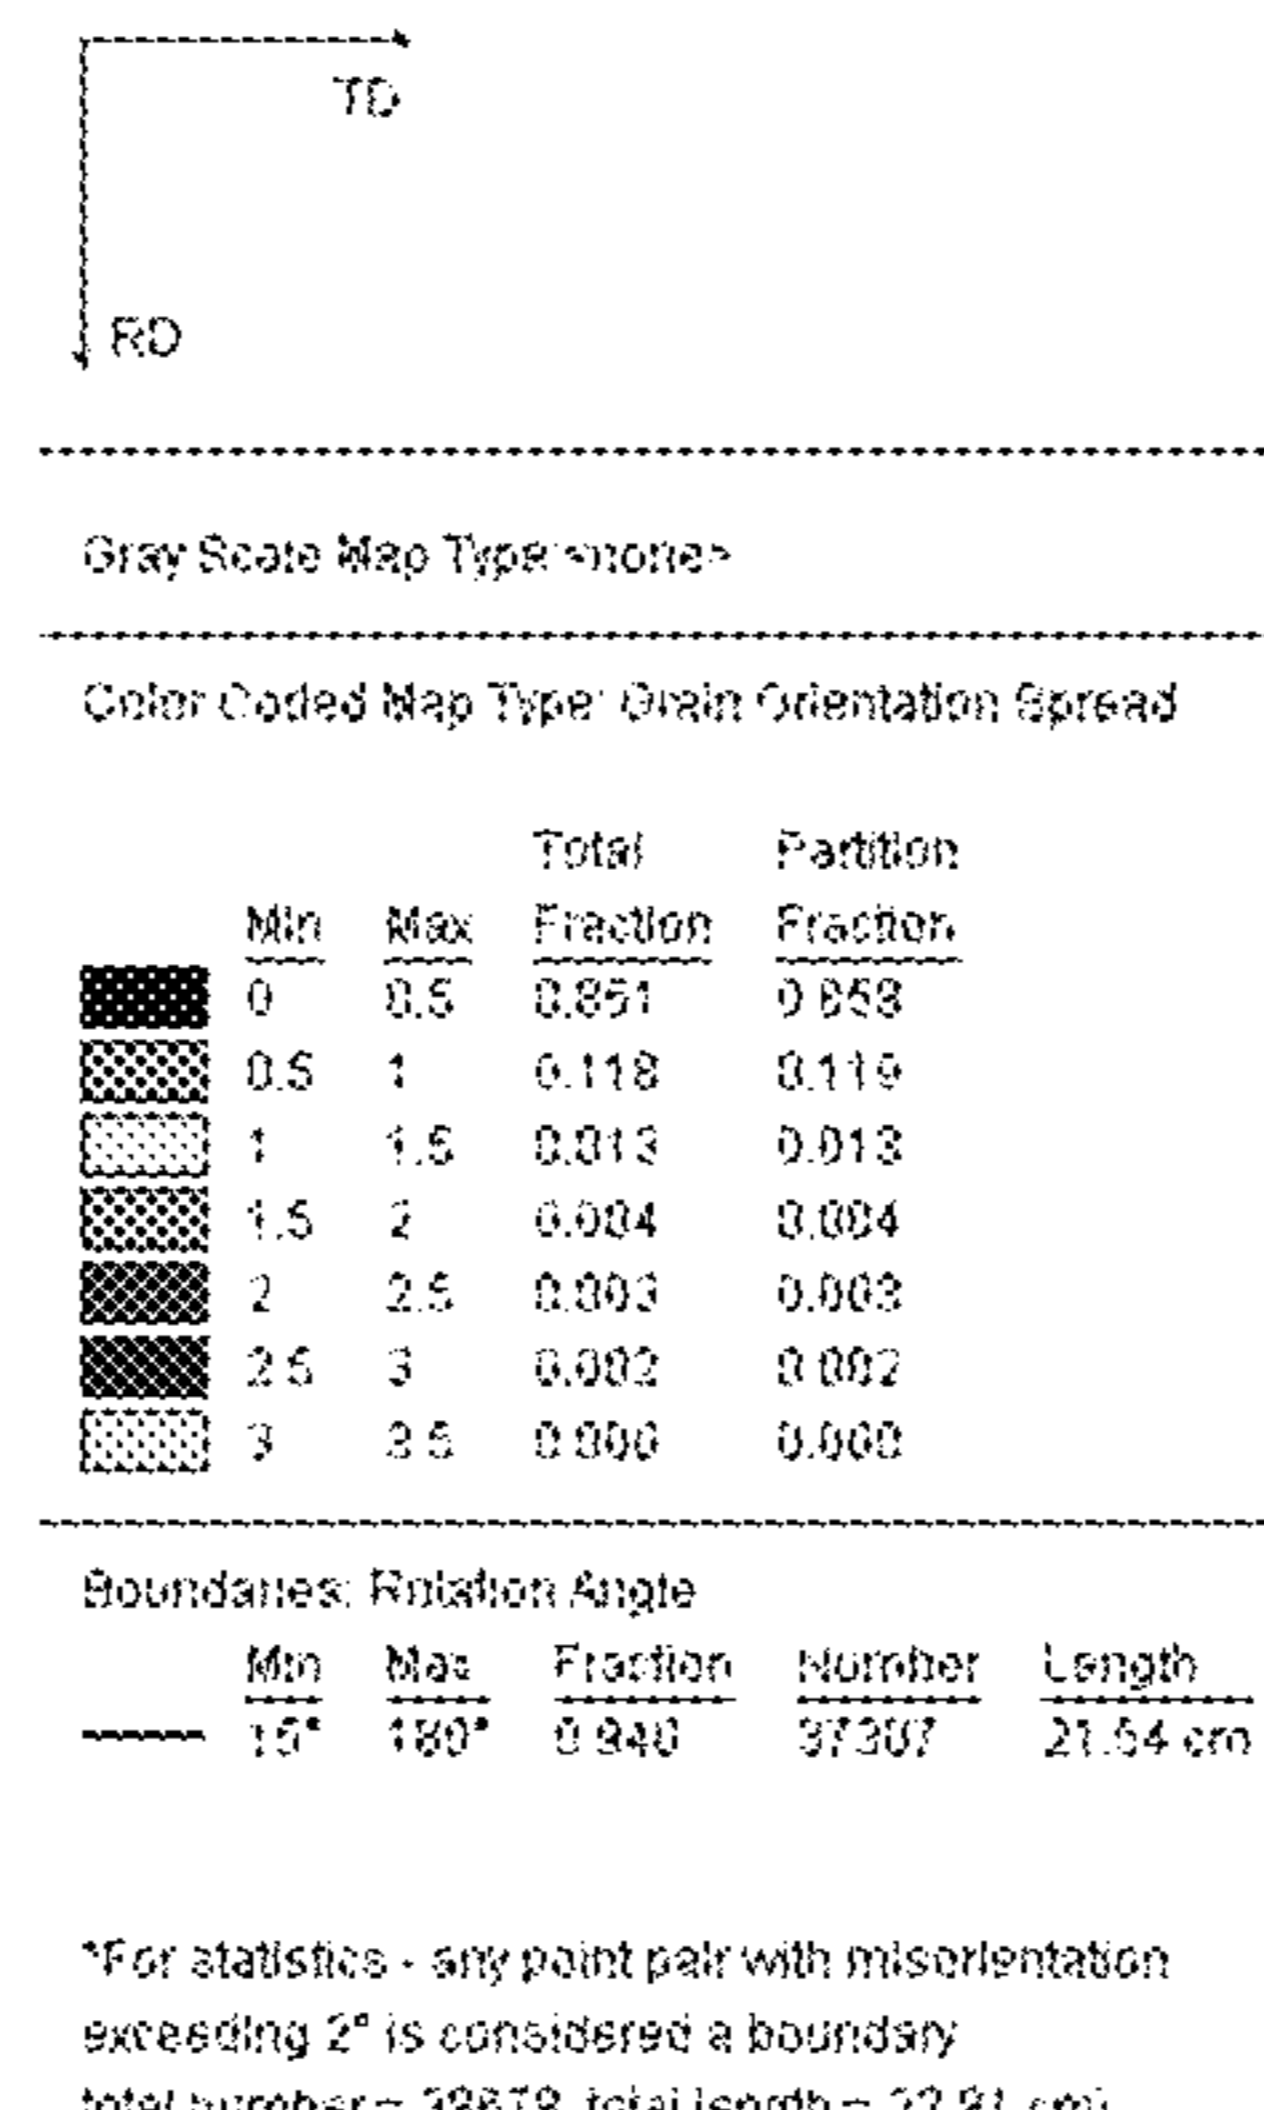 TD
RD
Gray Scale Map Type:<none>
Color Coded Map Type: Grain Orientation Spread
Total Partition
Min Max Fraction Fraction
0 0.5 0.851 0.858
0.5 1 0.118 0.119
1 1.5 0.013 0.013
1.5 2 0.004 0.004
2 2.5 0.003 0.003
2.5 3 0.002 0.002
3 3.5 0.000 0.000
Boundaries: Rotation Angle
Min Max Fraction Number Length
15° 180° 0.940 37307 21.54 cm
*For statistics - any point pair with misorientation
exceeding 2° is considered a boundary
total number = total length =